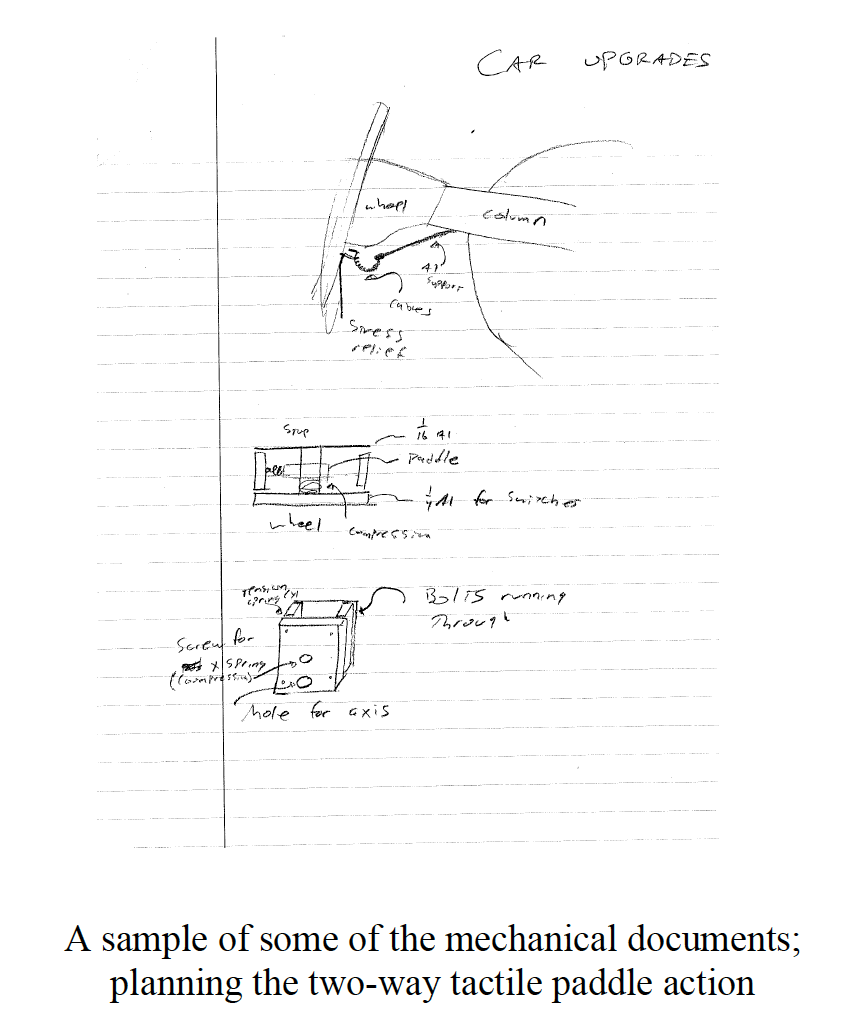 CAR UPGRADES
wheel
column
Al
support
cables
Stress
relief
Stop
1/16 Al
paddle
1/4 Al for switches
wheel
compression
tension
spring (x)
Bolts running
Through
Screw for
x spring
(compression)
Hole for axis
A sample of some of the mechanical documents;
planning the two-way tactile paddle action